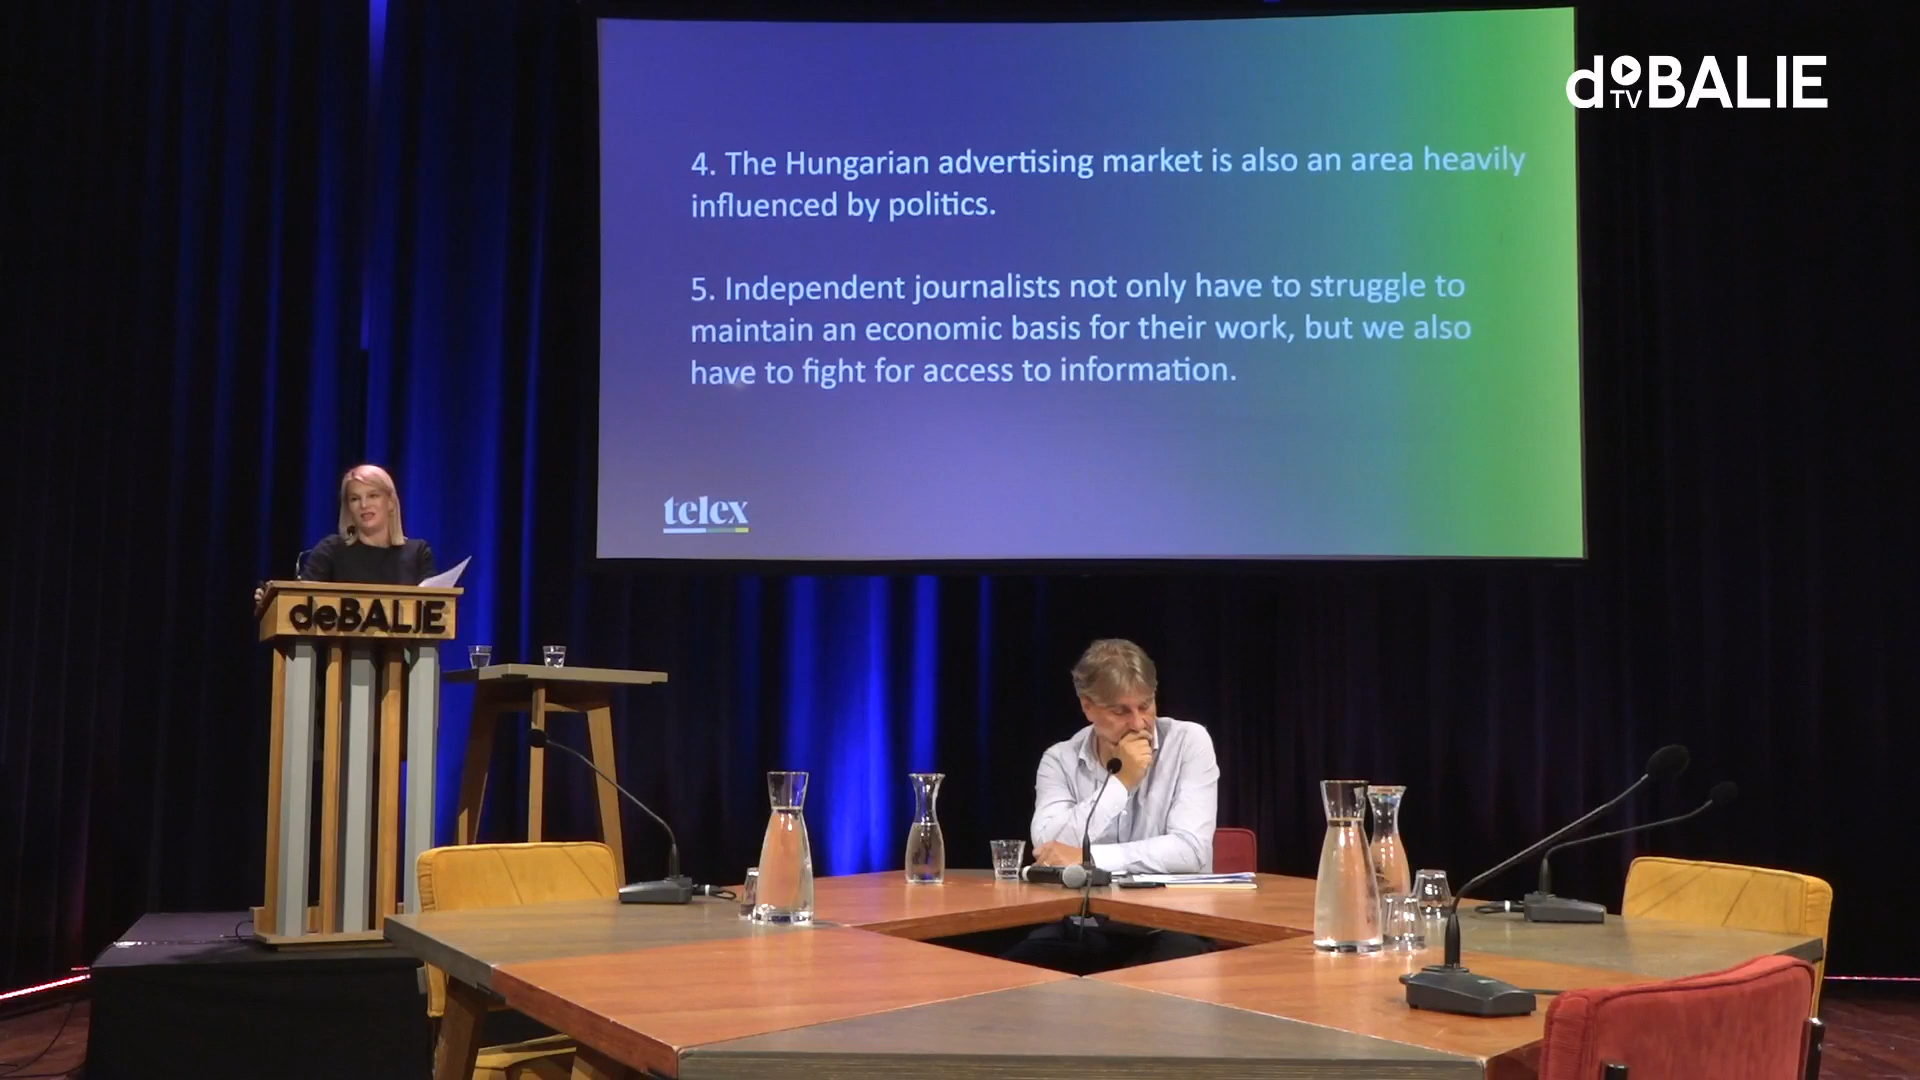 4. The Hungarian advertising market is also an area heavily
influenced by politics.
5. Independent journalists not only have to struggle to
maintain an economic basis for their work, but we also
have to fight for access to information.
telex
deBALIE
TV
deBALIE